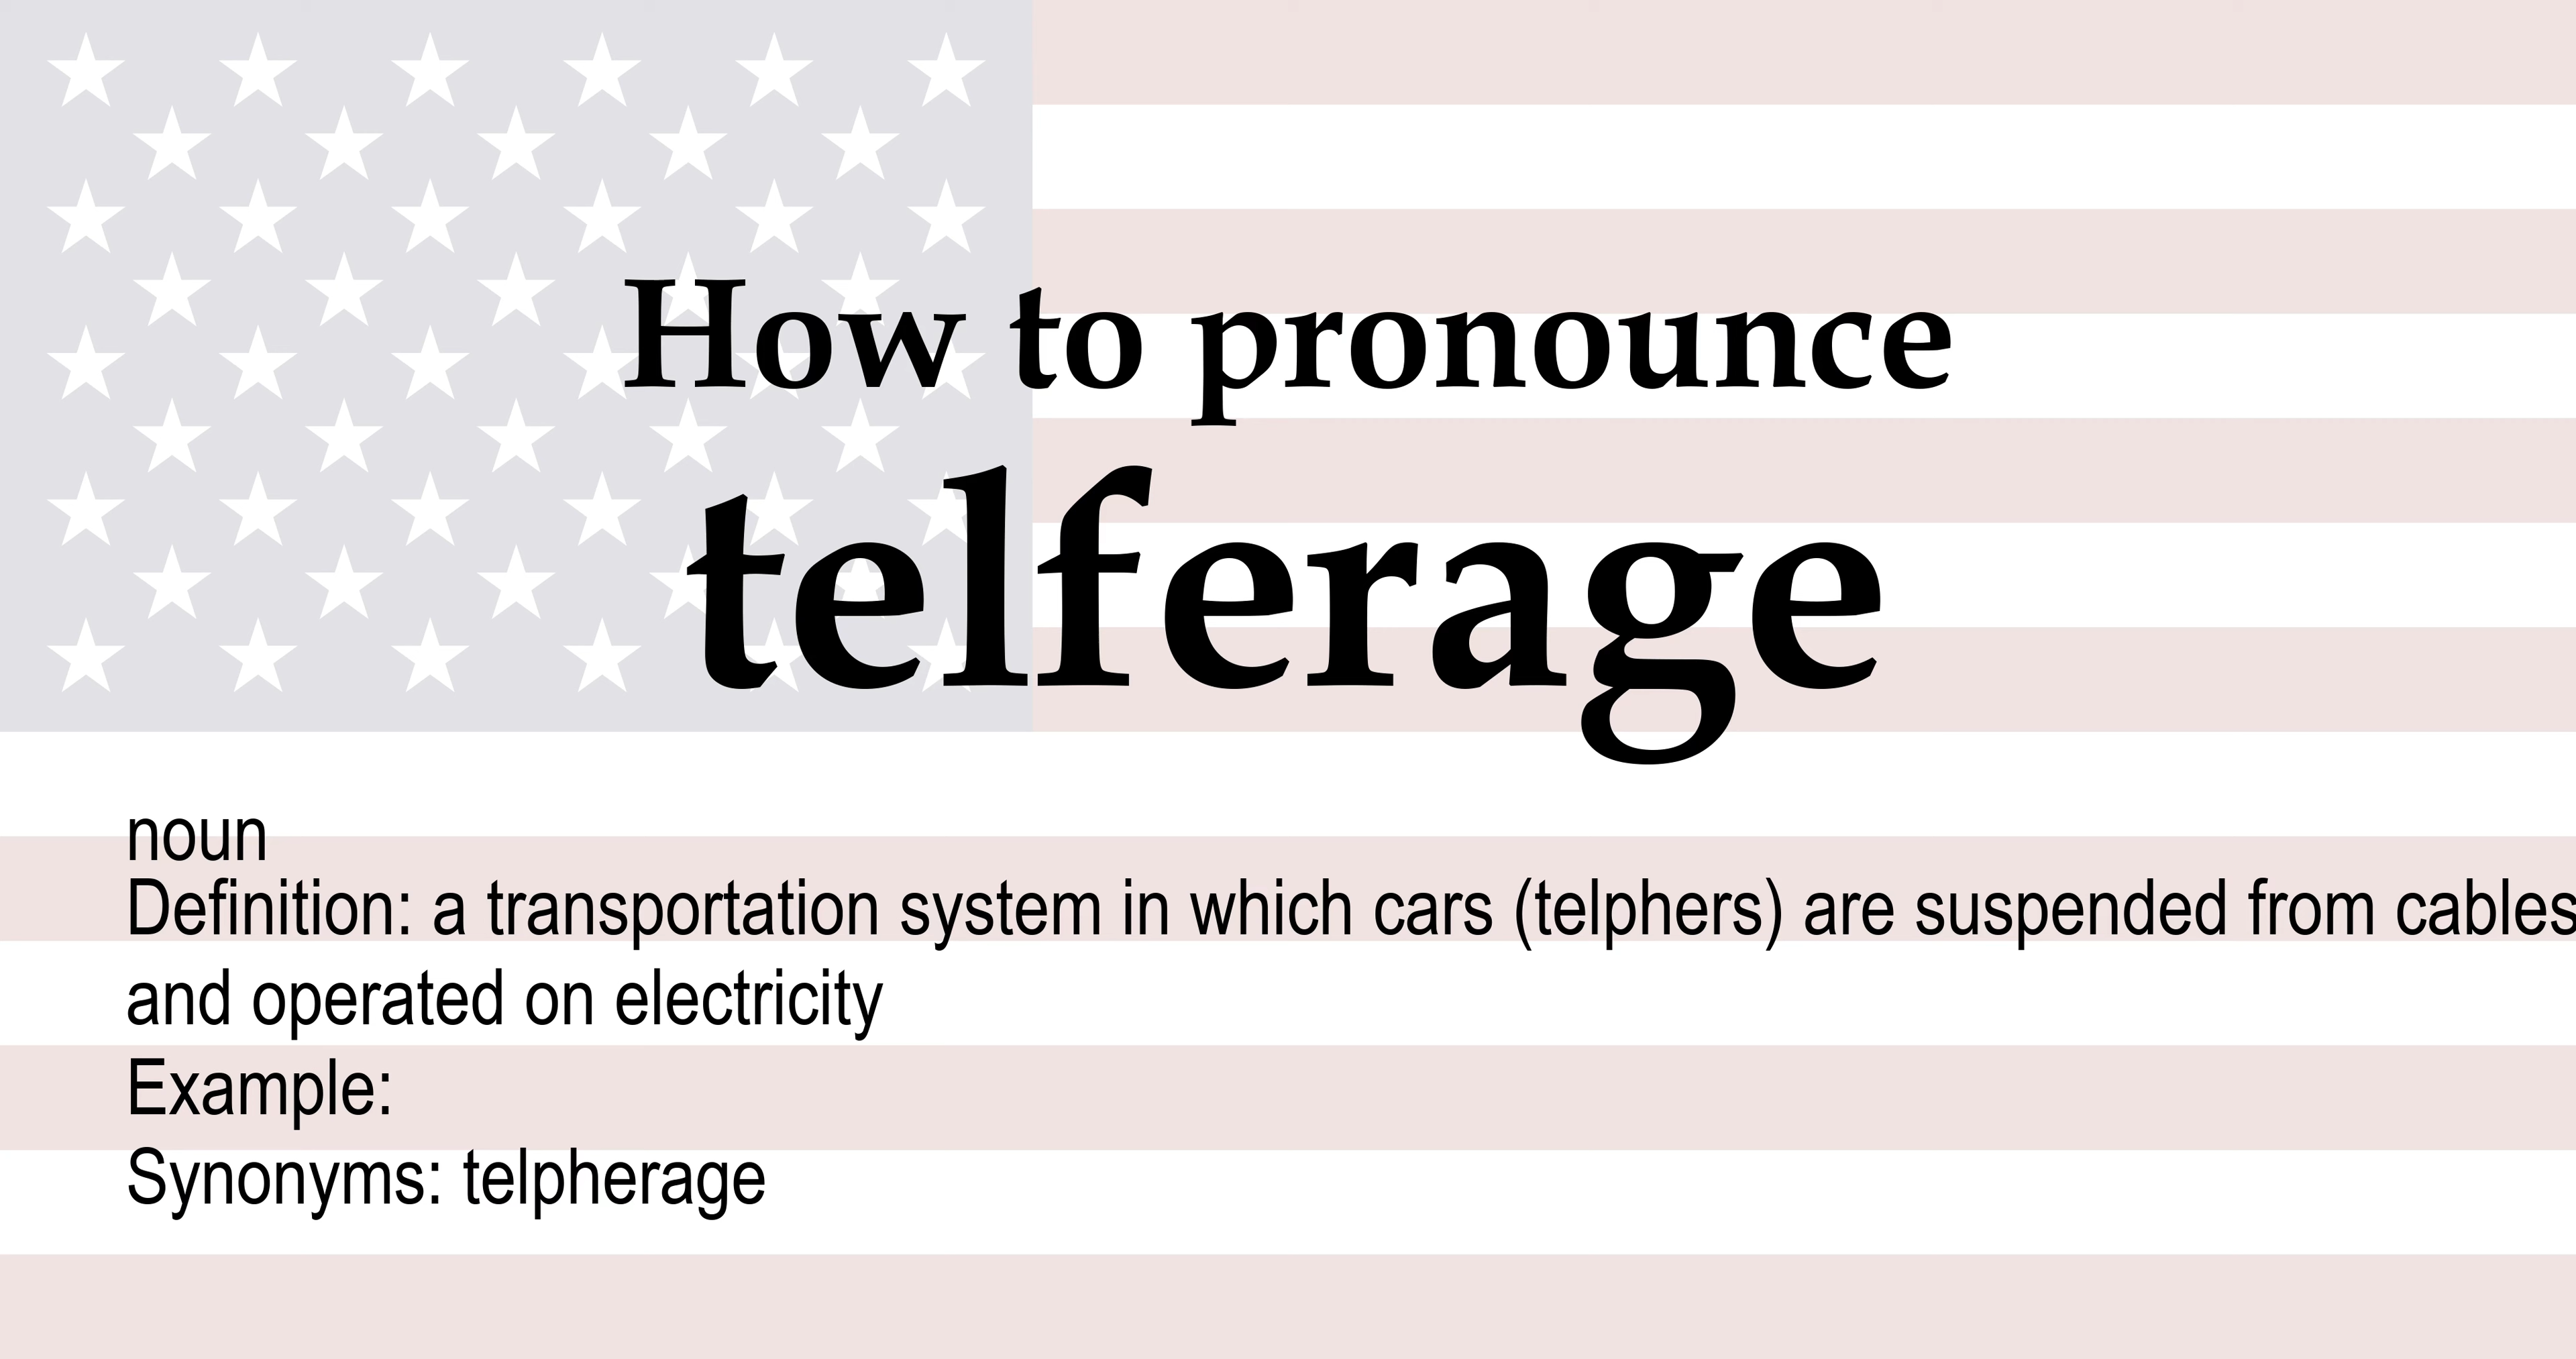 How to pronounce
telferage
noun
Definition: a transportation system in which cars (telphers) are suspended from cables
and operated on electricity
Example:
Synonyms: telpherage